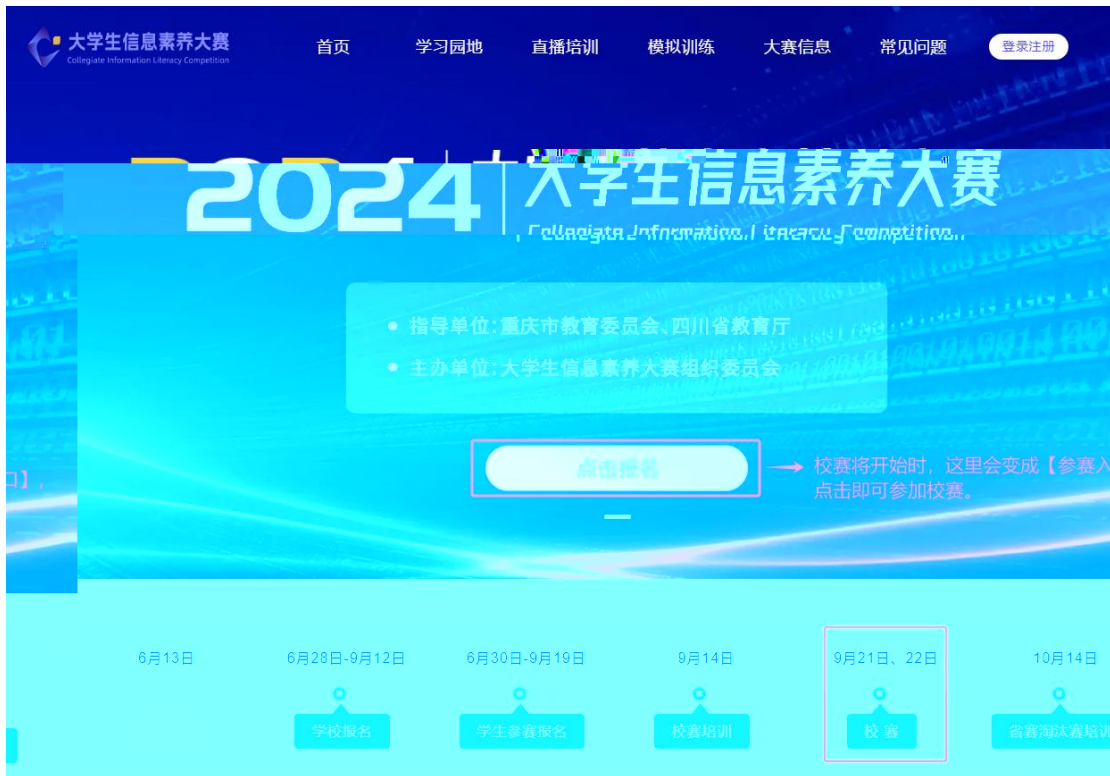 大学生信息素养大赛
Collegiate Information Literacy Competition
首页 学习园地 直播培训 模拟训练 大赛信息 常见问题 登录注册
2024 大学生信息素养大赛
Collegiate Information Literacy Competition
指导单位:重庆市教育委员会、四川省教育厅
主办单位:大学生信息素养大赛组织委员会
点击报名
校赛将开始时，这里会变成【参赛入
口】，
点击即可参加校赛。
6月13日 6月28日-9月12日 6月30日-9月19日 9月14日 9月21日、22日 10月14日
学校报名 学生参赛报名 校赛培训 校 赛 省赛淘汰赛培训